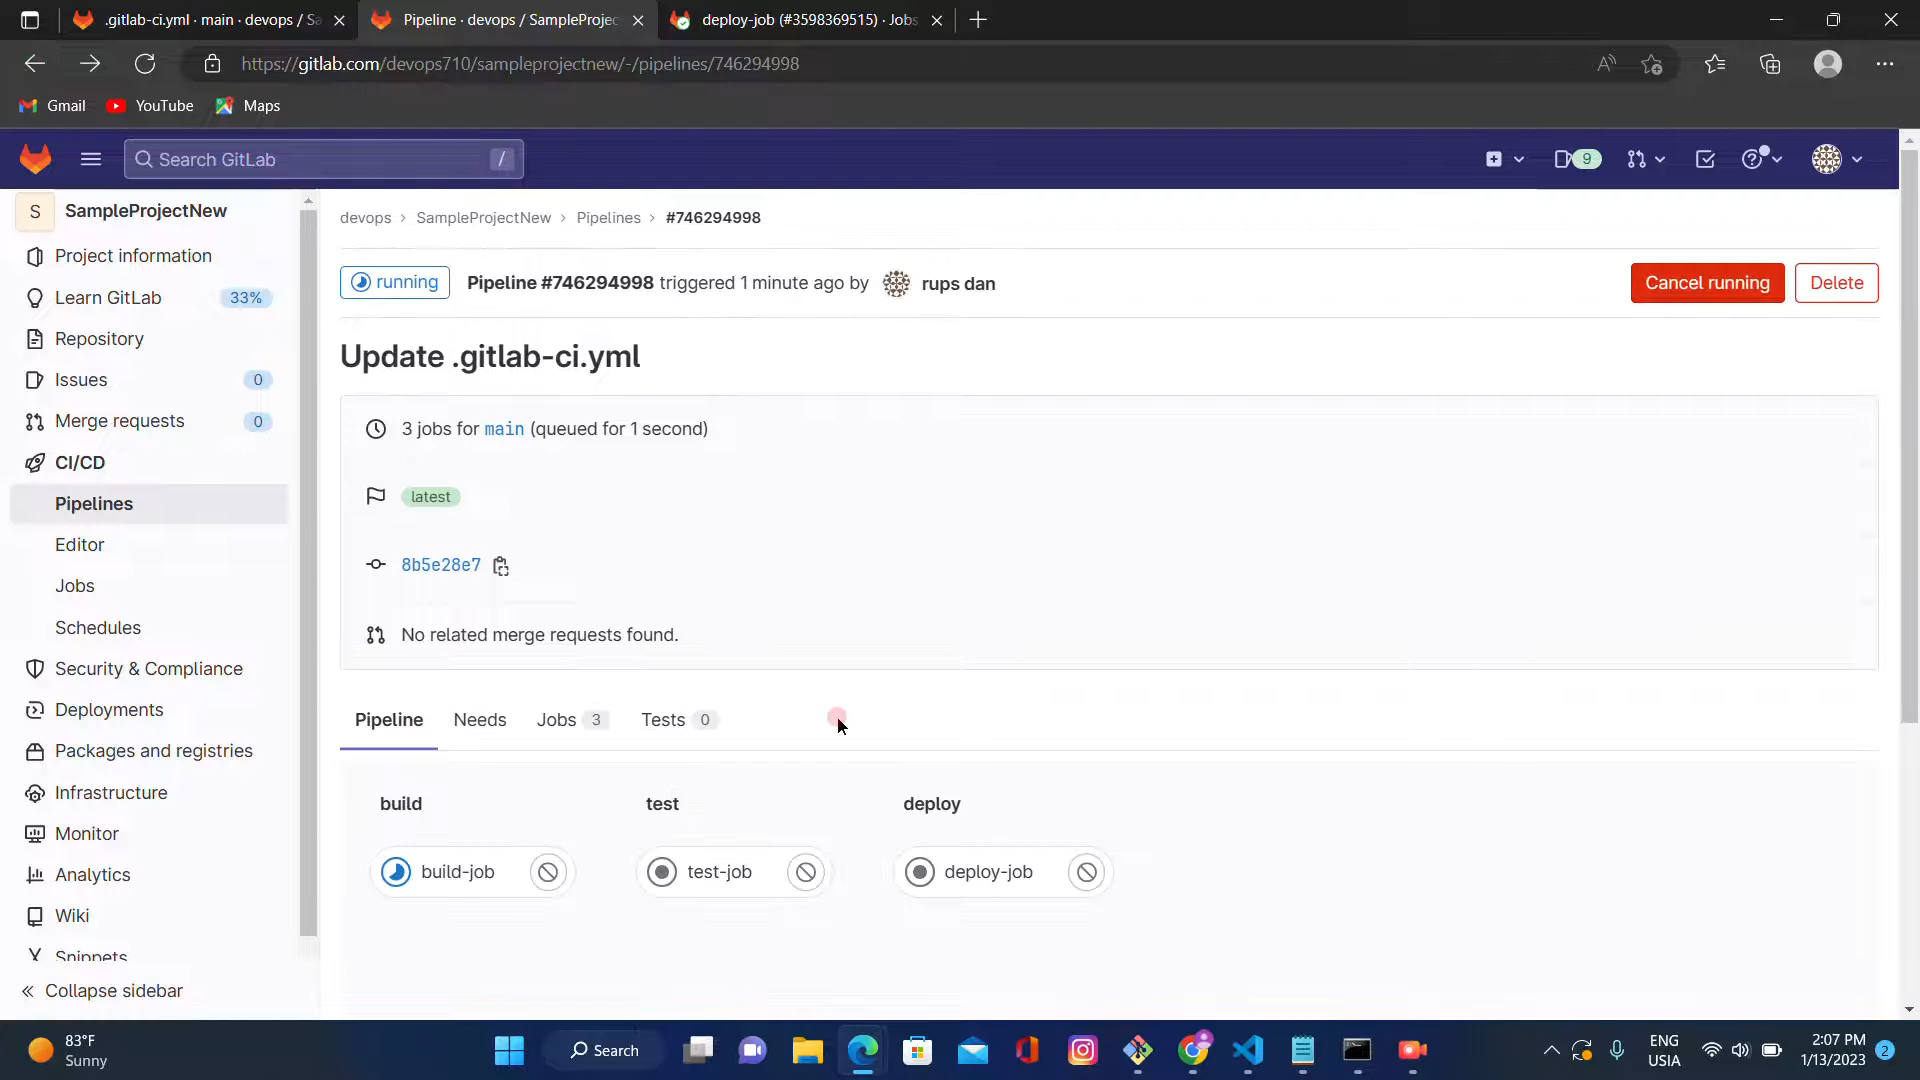 .gitlab-ci.yml · main · devops / Sa
Pipeline · devops / SampleProjec
deploy-job (#3598369515) · Jobs
https://gitlab.com/devops710/sampleprojectnew/-/pipelines/746294998
Gmail
YouTube
Maps
Search GitLab
/
9
S
SampleProjectNew
Project information
Learn GitLab
33%
Repository
Issues
0
Merge requests
0
CI/CD
Pipelines
Editor
Jobs
Schedules
Security & Compliance
Deployments
Packages and registries
Infrastructure
Monitor
Analytics
Wiki
Snippets
Collapse sidebar
devops › SampleProjectNew › Pipelines › #746294998
running
Pipeline #746294998 triggered 1 minute ago by rups dan
Cancel running
Delete
Update .gitlab-ci.yml
3 jobs for main (queued for 1 second)
latest
8b5e28e7
No related merge requests found.
Pipeline
Needs
Jobs 3
Tests 0
build
test
deploy
build-job
test-job
deploy-job
83°F
Sunny
Search
ENG
USIA
2:07 PM
1/13/2023
2